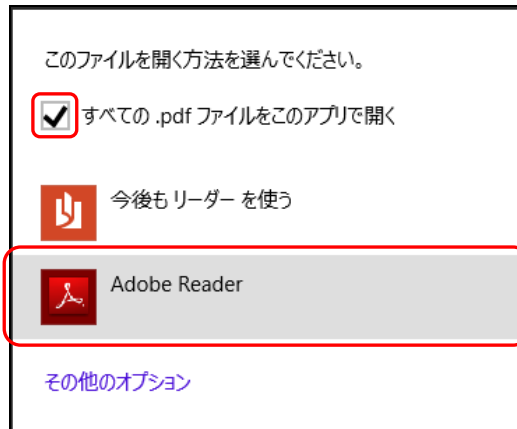 このファイルを開く方法を選んでください。
すべての .pdf ファイルをこのアプリで開く
今後も リーダー を使う
Adobe Reader
その他のオプション